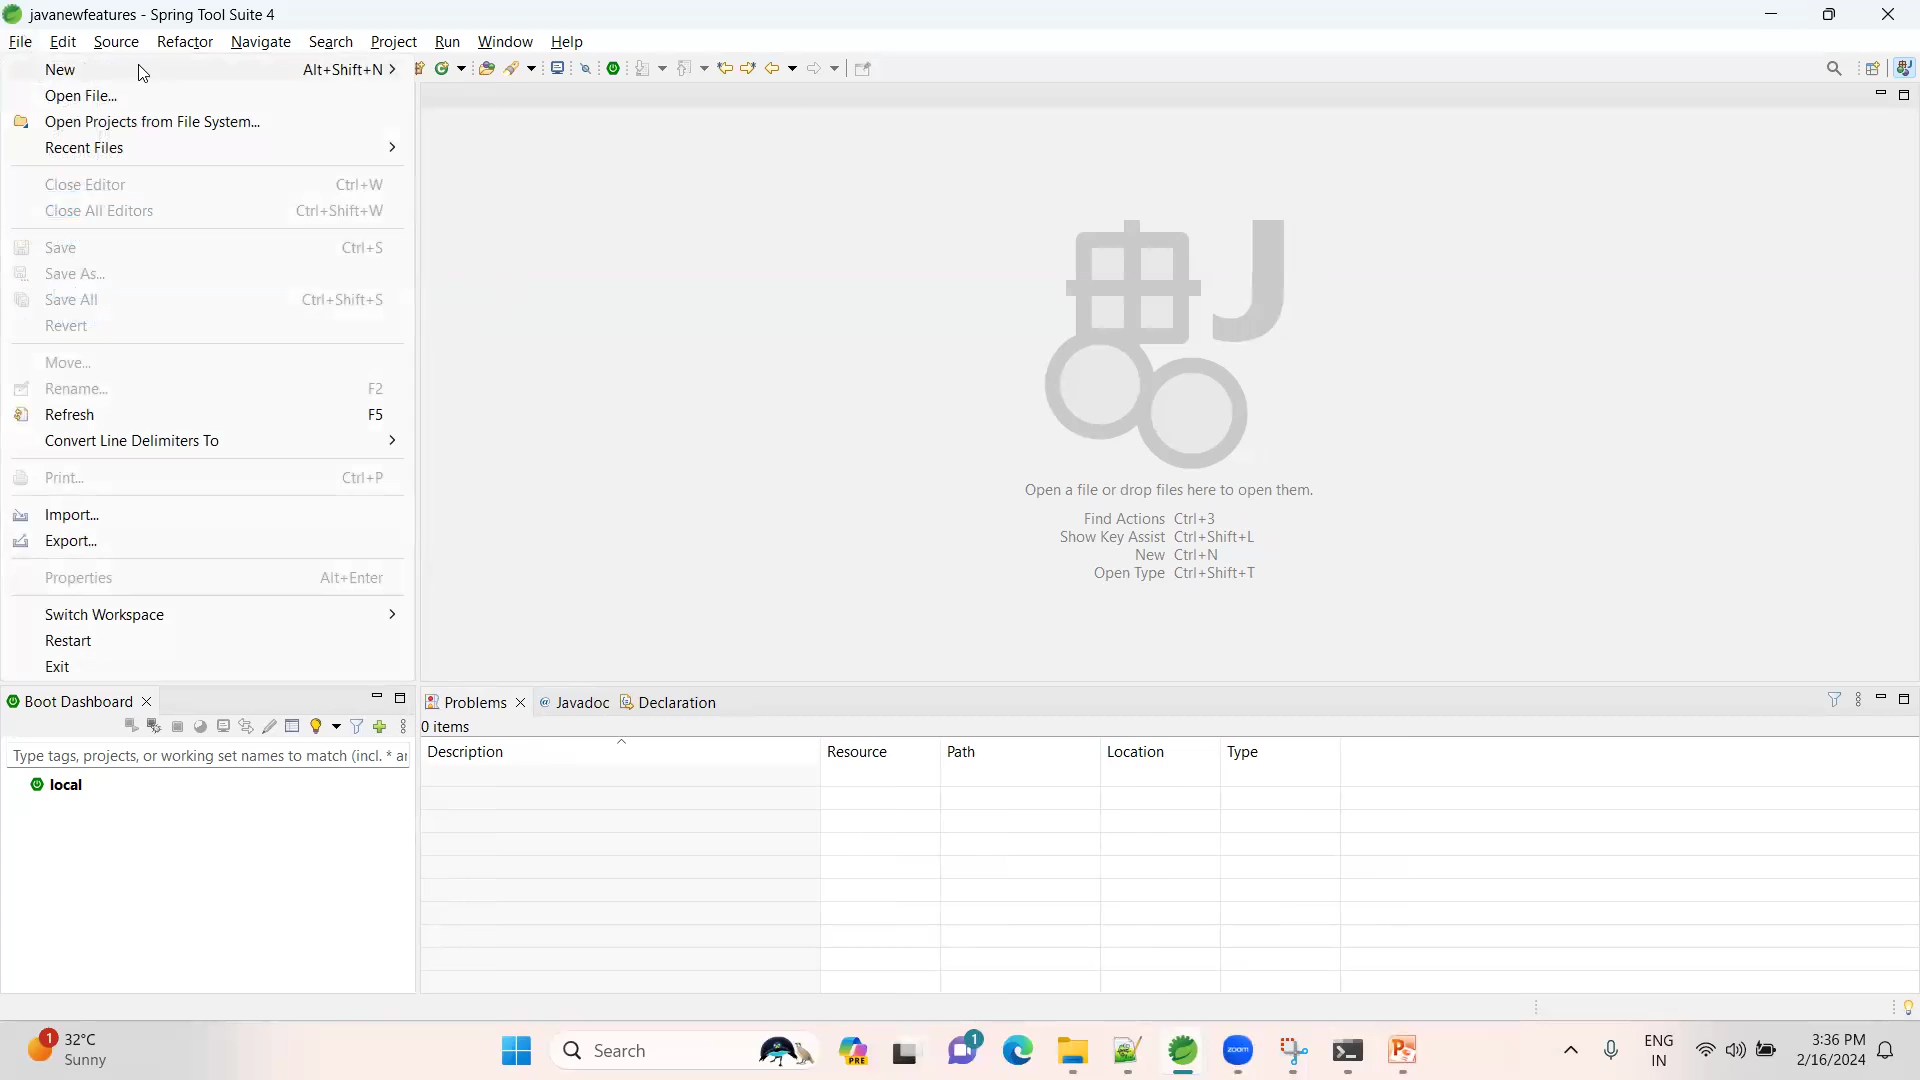 javanewfeatures - Spring Tool Suite 4
File Edit Source Refactor Navigate Search Project Run Window Help
New Alt+Shift+N
Open File...
Open Projects from File System...
Recent Files
Close Editor Ctrl+W
Close All Editors Ctrl+Shift+W
Save Ctrl+S
Save As...
Save All Ctrl+Shift+S
Revert
Move...
Rename... F2
Refresh F5
Convert Line Delimiters To
Print... Ctrl+P
Import...
Export...
Properties Alt+Enter
Switch Workspace
Restart
Exit
Open a file or drop files here to open them.
Find Actions Ctrl+3
Show Key Assist Ctrl+Shift+L
New Ctrl+N
Open Type Ctrl+Shift+T
Boot Dashboard
Type tags, projects, or working set names to match (incl. * ar
local
Problems @ Javadoc Declaration
0 items
Description Resource Path Location Type
1 32°C
Sunny
Search
PRE
1
zoom
ENG
IN
3:36 PM
2/16/2024